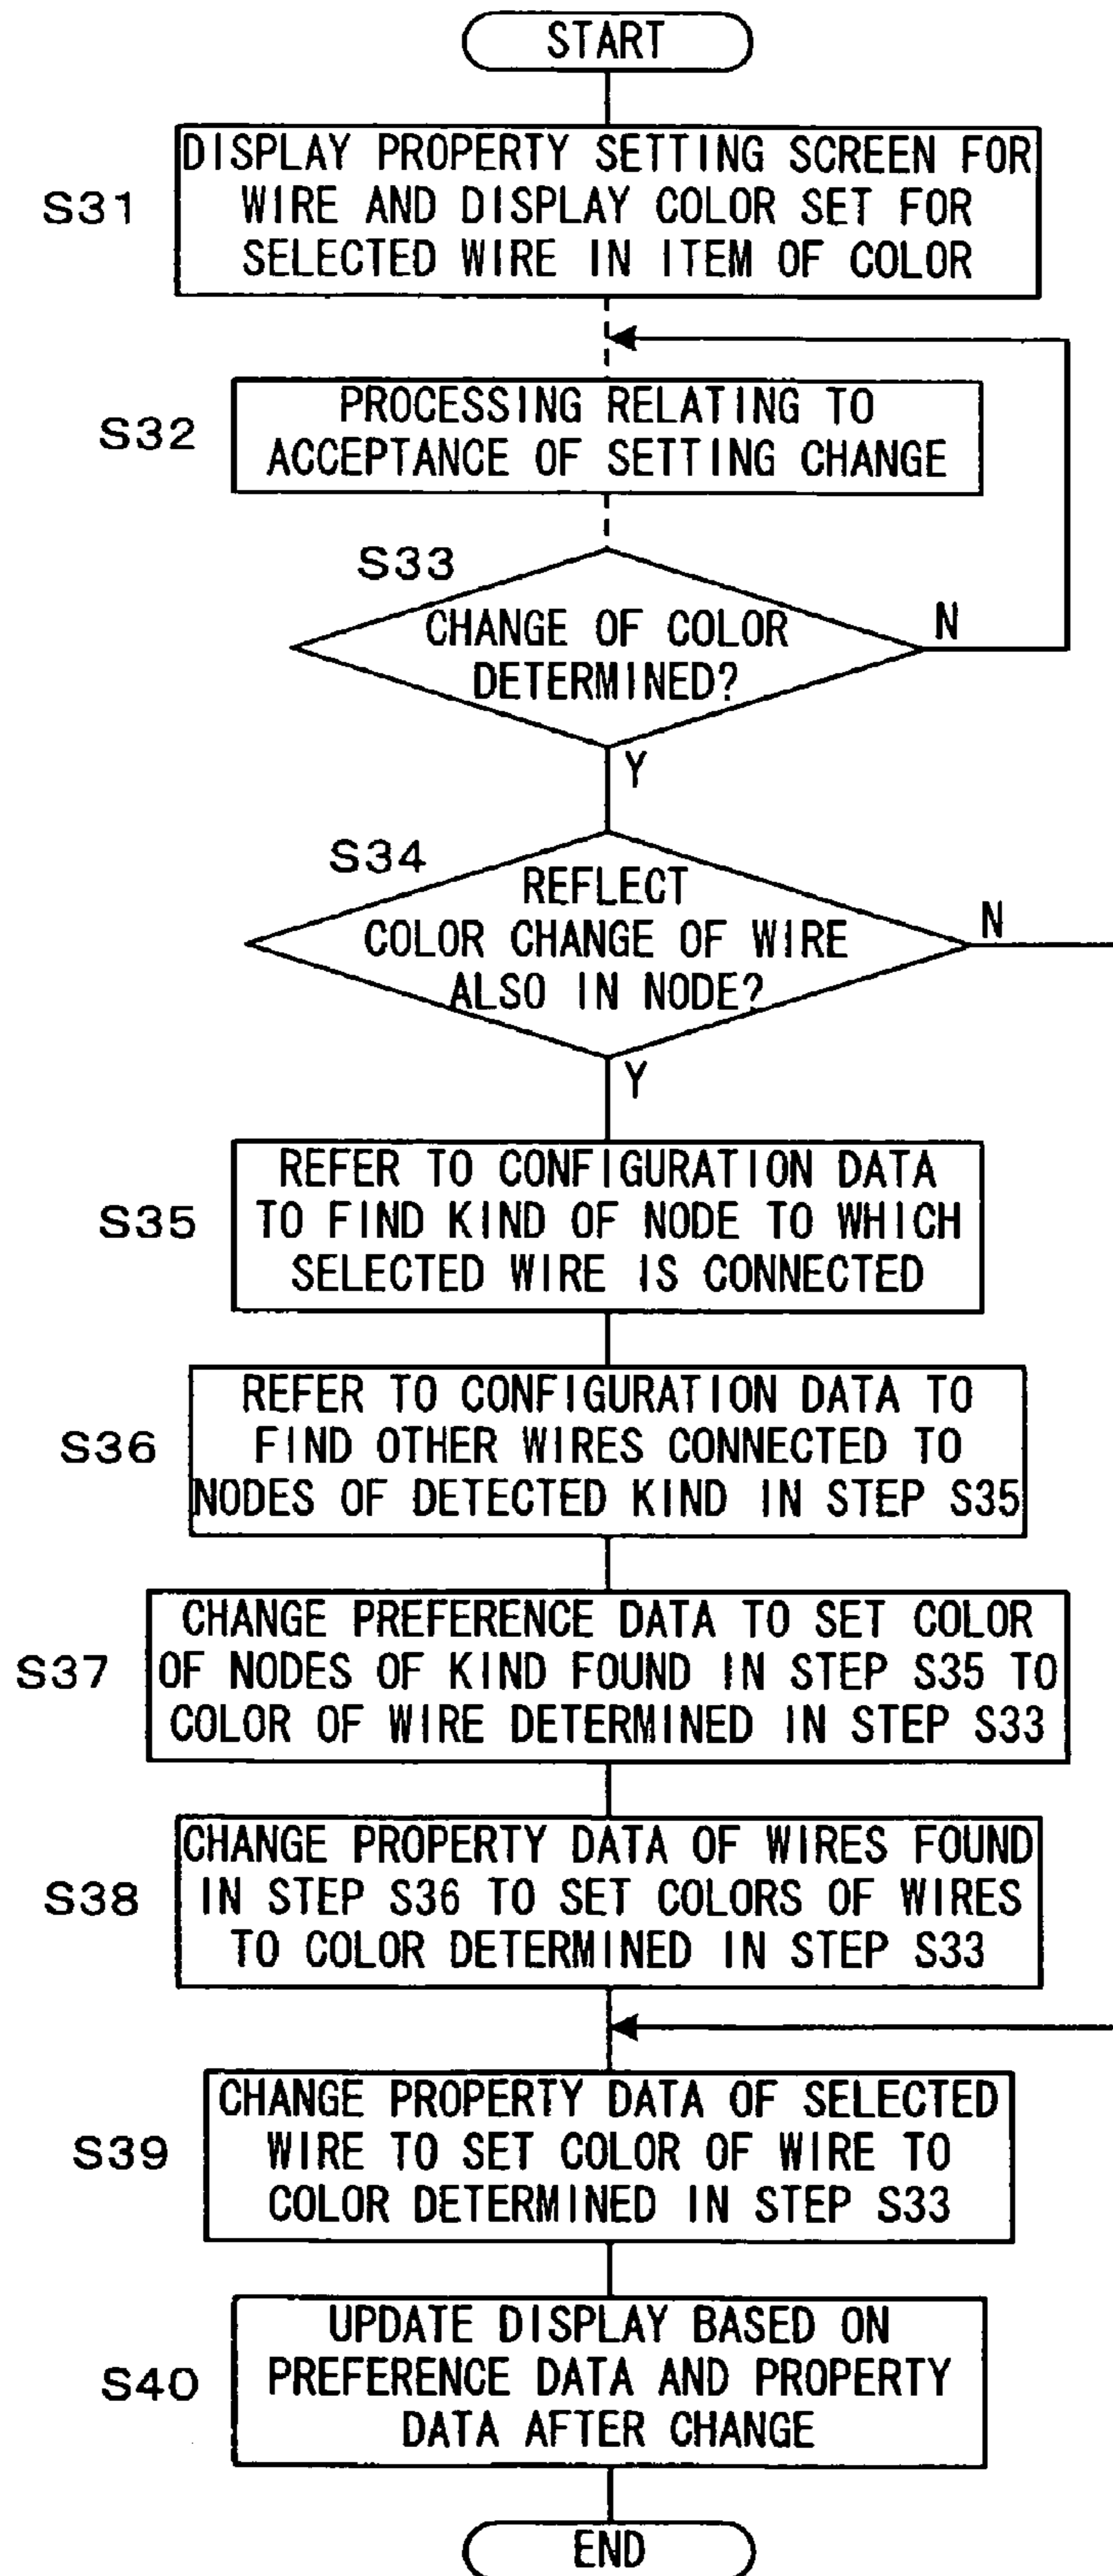 START
S31
DISPLAY PROPERTY SETTING SCREEN FOR
WIRE AND DISPLAY COLOR SET FOR
SELECTED WIRE IN ITEM OF COLOR
S32
PROCESSING RELATING TO
ACCEPTANCE OF SETTING CHANGE
S33
CHANGE OF COLOR
DETERMINED?
N
Y
S34
REFLECT
COLOR CHANGE OF WIRE
ALSO IN NODE?
N
Y
S35
REFER TO CONFIGURATION DATA
TO FIND KIND OF NODE TO WHICH
SELECTED WIRE IS CONNECTED
S36
REFER TO CONFIGURATION DATA TO
FIND OTHER WIRES CONNECTED TO
NODES OF DETECTED KIND IN STEP S35
S37
CHANGE PREFERENCE DATA TO SET COLOR
OF NODES OF KIND FOUND IN STEP S35 TO
COLOR OF WIRE DETERMINED IN STEP S33
S38
CHANGE PROPERTY DATA OF WIRES FOUND
IN STEP S36 TO SET COLORS OF WIRES
TO COLOR DETERMINED IN STEP S33
S39
CHANGE PROPERTY DATA OF SELECTED
WIRE TO SET COLOR OF WIRE TO
COLOR DETERMINED IN STEP S33
S40
UPDATE DISPLAY BASED ON
PREFERENCE DATA AND PROPERTY
DATA AFTER CHANGE
END